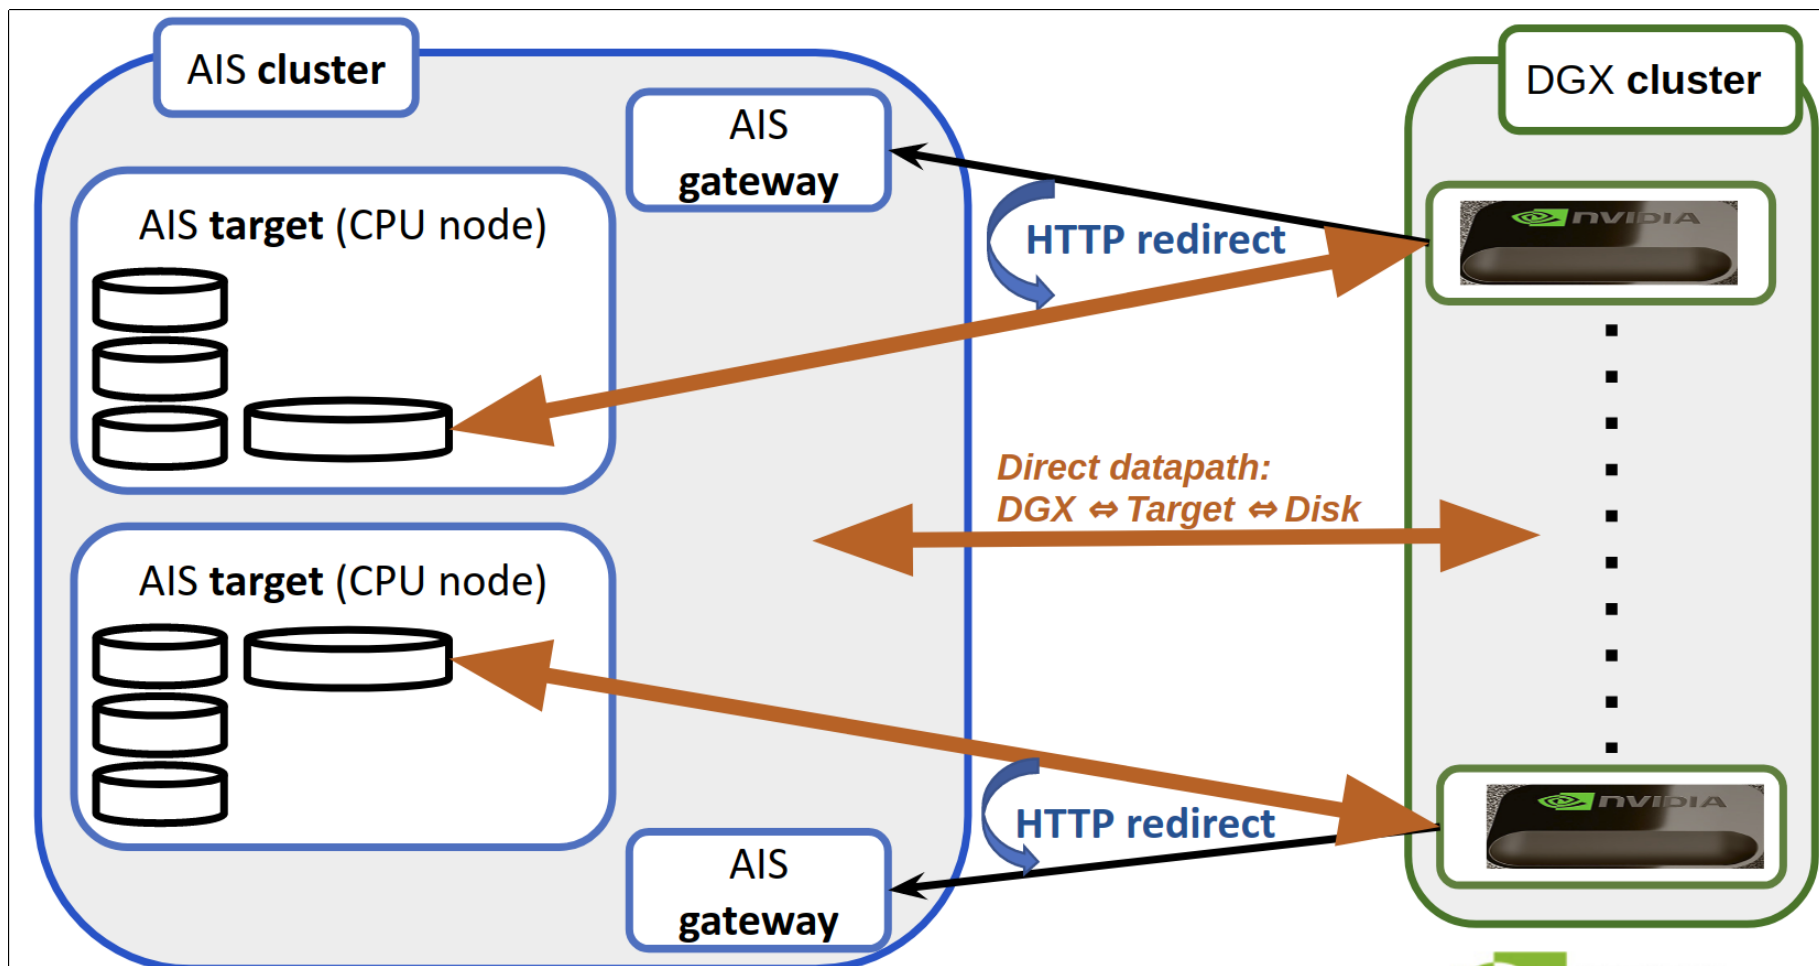 AIS cluster
DGX cluster
AIS
gateway
AIS target (CPU node)
NVIDIA
HTTP redirect
Direct datapath:
DGX ⇔ Target ⇔ Disk
AIS target (CPU node)
NVIDIA
HTTP redirect
AIS
gateway